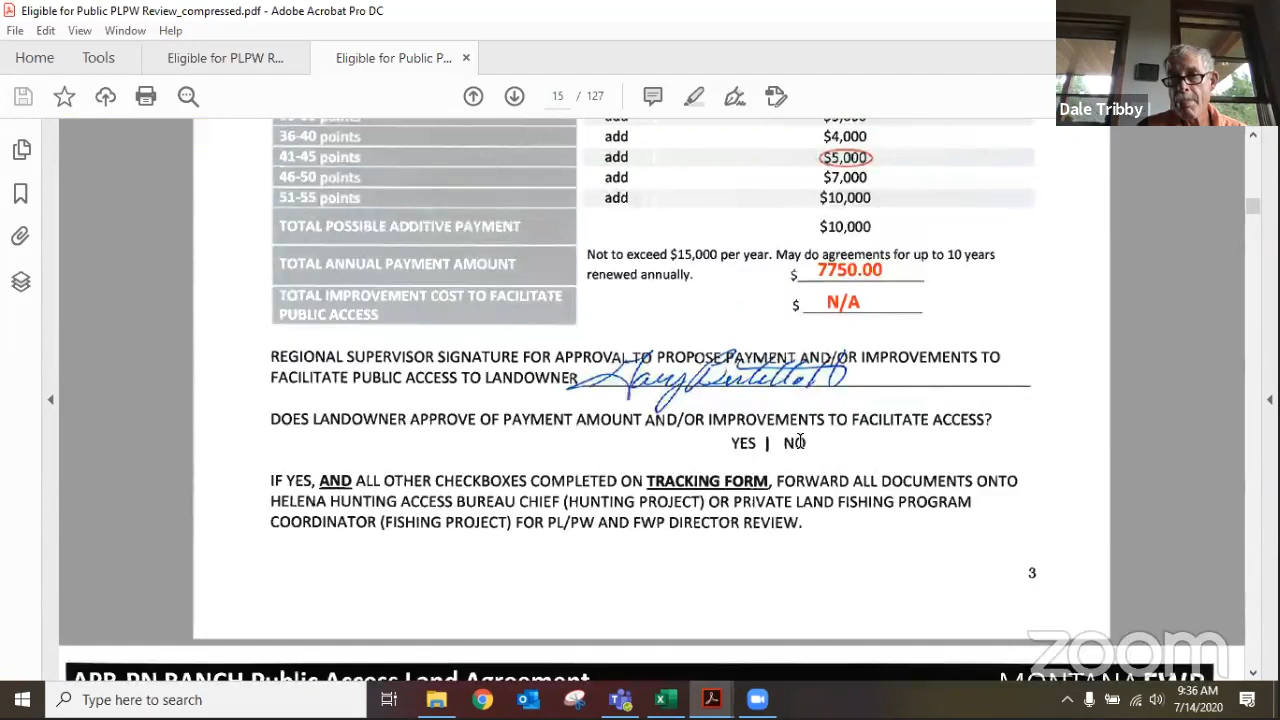 Eligible for Public PLPW Review_compressed.pdf - Adobe Acrobat Pro DC
File Edit View Window Help
Home Tools Eligible for PLPW R... Eligible for Public P... ×
15 / 127
Dale Tribby
36-40 points add $4,000
41-45 points add $5,000
46-50 points add $7,000
51-55 points add $10,000
TOTAL POSSIBLE ADDITIVE PAYMENT $10,000
TOTAL ANNUAL PAYMENT AMOUNT
Not to exceed $15,000 per year. May do agreements for up to 10 years
renewed annually. $ 7750.00
TOTAL IMPROVEMENT COST TO FACILITATE
PUBLIC ACCESS
$ N/A
REGIONAL SUPERVISOR SIGNATURE FOR APPROVAL TO PROPOSE PAYMENT AND/OR IMPROVEMENTS TO
FACILITATE PUBLIC ACCESS TO LANDOWNER
DOES LANDOWNER APPROVE OF PAYMENT AMOUNT AND/OR IMPROVEMENTS TO FACILITATE ACCESS?
YES | NO
IF YES, AND ALL OTHER CHECKBOXES COMPLETED ON TRACKING FORM, FORWARD ALL DOCUMENTS ONTO
HELENA HUNTING ACCESS BUREAU CHIEF (HUNTING PROJECT) OR PRIVATE LAND FISHING PROGRAM
COORDINATOR (FISHING PROJECT) FOR PL/PW AND FWP DIRECTOR REVIEW.
3
zoom
Public Access Land Agreement
MONTANA FWP
Type here to search
9:36 AM
7/14/2020